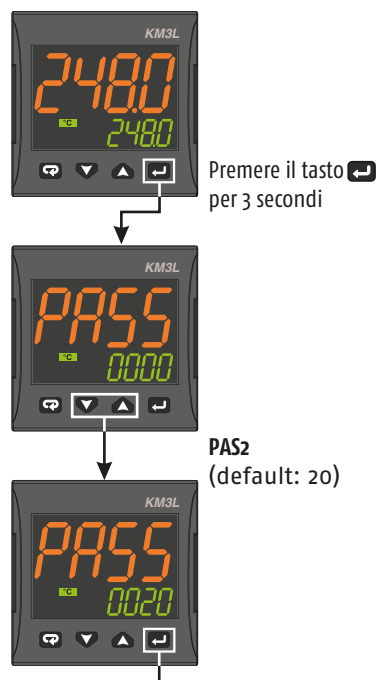 KM3L
248.0
°C
248.0
Premere il tasto
per 3 secondi
KM3L
PASS
°C
0000
PAS2
(default: 20)
KM3L
PASS
°C
0020